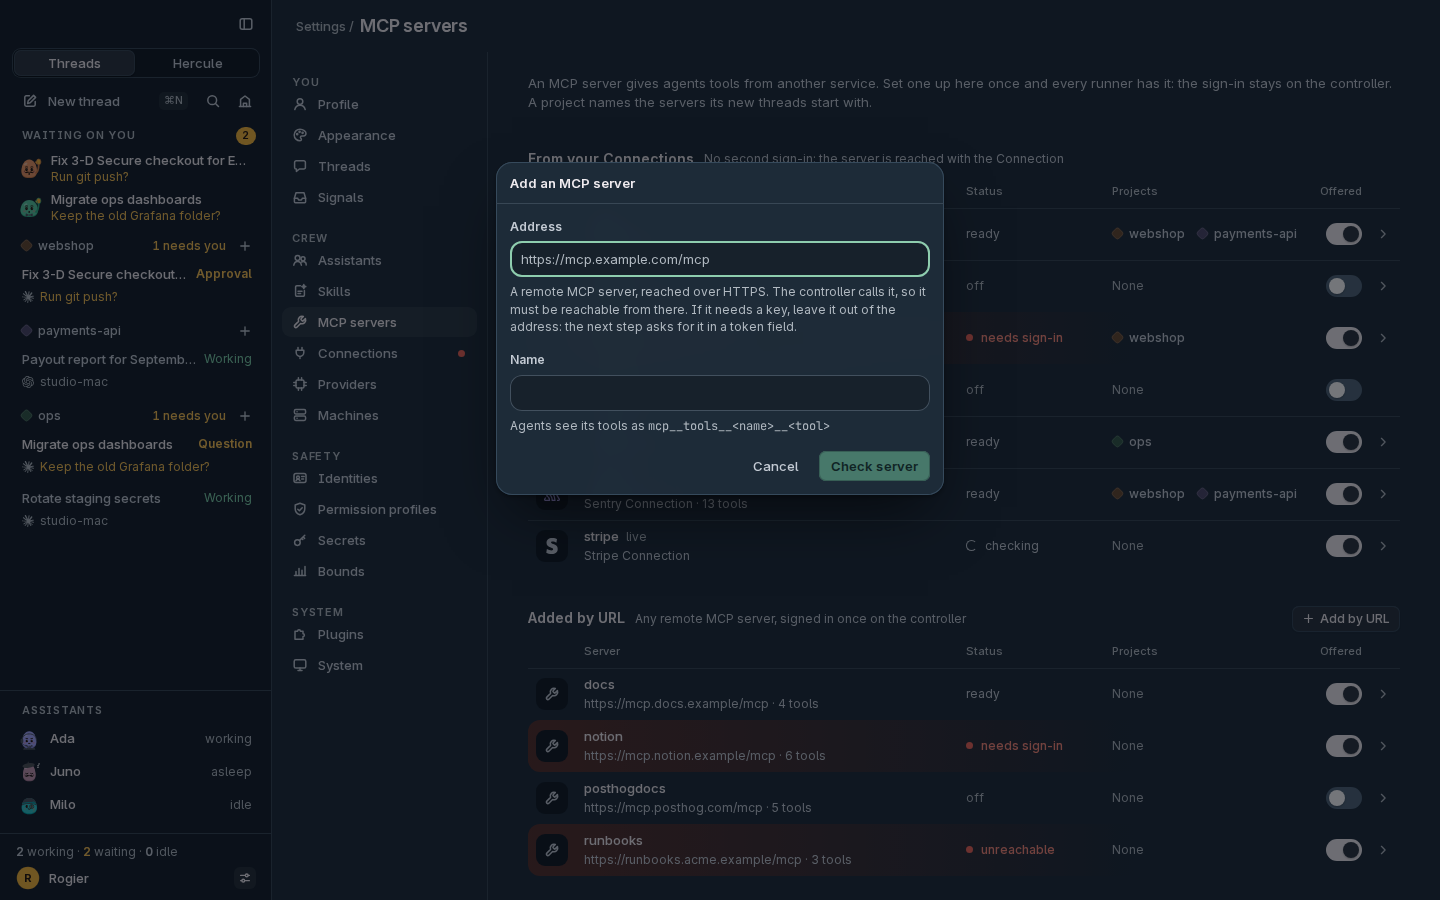 Threads
Hercule
New thread
⌘N
WAITING ON YOU
2
Fix 3-D Secure checkout for E…
Run git push?
Migrate ops dashboards
Keep the old Grafana folder?
webshop
1 needs you
Fix 3-D Secure checkout…
Approval
Run git push?
payments-api
Payout report for Septemb…
Working
studio-mac
ops
1 needs you
Migrate ops dashboards
Question
Keep the old Grafana folder?
Rotate staging secrets
Working
studio-mac
ASSISTANTS
Ada
working
Juno
asleep
Milo
idle
2 working · 2 waiting · 0 idle
R
Rogier
Settings / MCP servers
YOU
Profile
Appearance
Threads
Signals
CREW
Assistants
Skills
MCP servers
Connections
Providers
Machines
SAFETY
Identities
Permission profiles
Secrets
Bounds
SYSTEM
Plugins
System
An MCP server gives agents tools from another service. Set one up here once and every runner has it: the sign-in stays on the controller.
A project names the servers its new threads start with.
From your Connections
No second sign-in: the server is reached with the Connection
Status
Projects
Offered
ready
webshop
payments-api
off
None
needs sign-in
webshop
off
None
ready
ops
Sentry Connection · 13 tools
ready
webshop
payments-api
S
stripe live
Stripe Connection
checking
None
Add an MCP server
Address
https://mcp.example.com/mcp
A remote MCP server, reached over HTTPS. The controller calls it, so it
must be reachable from there. If it needs a key, leave it out of the
address: the next step asks for it in a token field.
Name
Agents see its tools as mcp__tools__<name>__<tool>
Cancel
Check server
Added by URL
Any remote MCP server, signed in once on the controller
Add by URL
Server
Status
Projects
Offered
docs
https://mcp.docs.example/mcp · 4 tools
ready
None
notion
https://mcp.notion.example/mcp · 6 tools
needs sign-in
None
posthogdocs
https://mcp.posthog.com/mcp · 5 tools
off
None
runbooks
https://runbooks.acme.example/mcp · 3 tools
unreachable
None